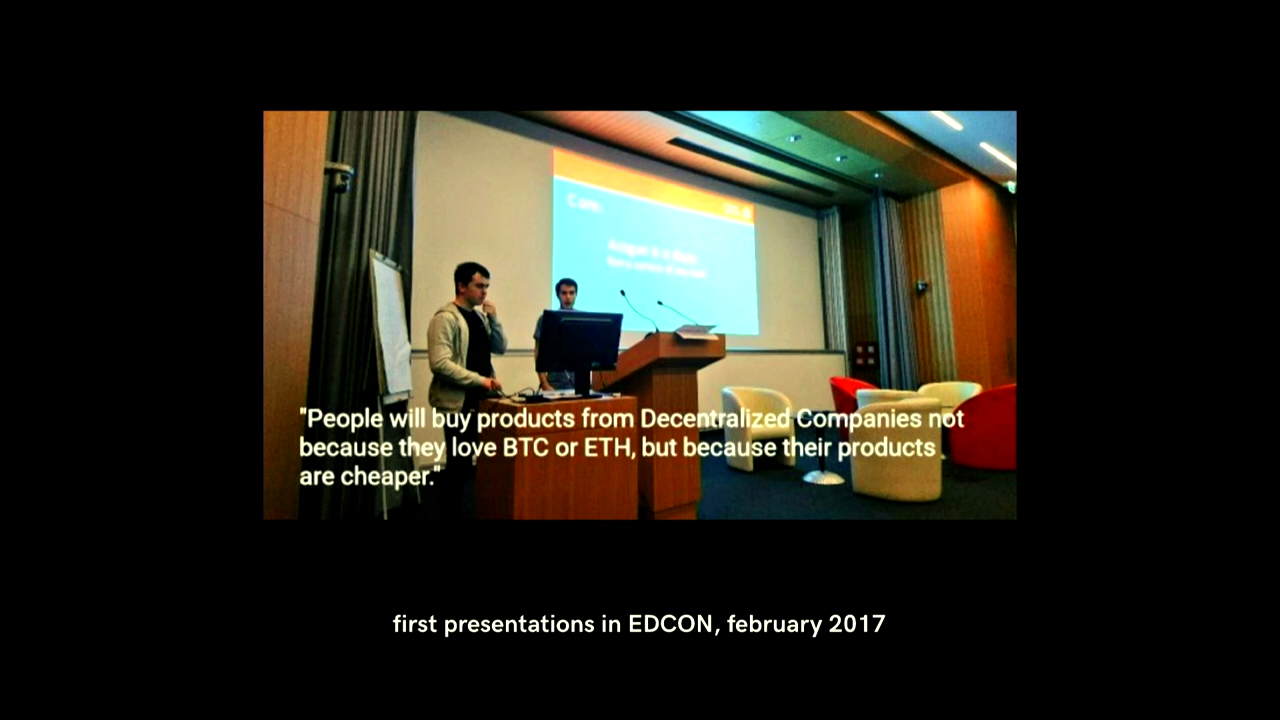 Core.
"People will buy products from Decentralized Companies not
because they love BTC or ETH, but because their products
are cheaper."
first presentations in EDCON, february 2017